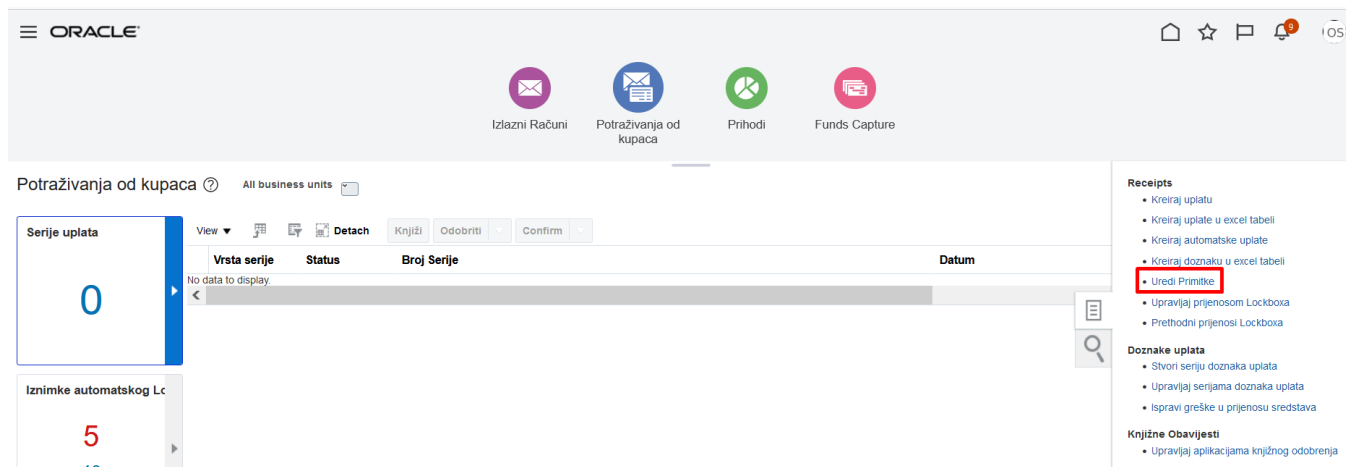 ORACLE
9
OS
Izlazni Računi
Potraživanja od
kupaca
Prihodi
Funds Capture
Potraživanja od kupaca
All business units
Serije uplata
0
View
Detach
Knjiži
Odobriti
Confirm
Vrsta serije
Status
Broj Serije
Datum
No data to display.
Iznimke automatskog Lo
5
Receipts
Kreiraj uplatu
Kreiraj uplate u excel tabeli
Kreiraj automatske uplate
Kreiraj doznaku u excel tabeli
Uredi Primitke
Upravljaj prijenosom Lockboxa
Prethodni prijenosi Lockboxa
Doznake uplata
Stvori seriju doznaka uplata
Upravljaj serijama doznaka uplata
Ispravi greške u prijenosu sredstava
Knjižne Obavijesti
Upravljaj aplikacijama knjižnog odobrenja